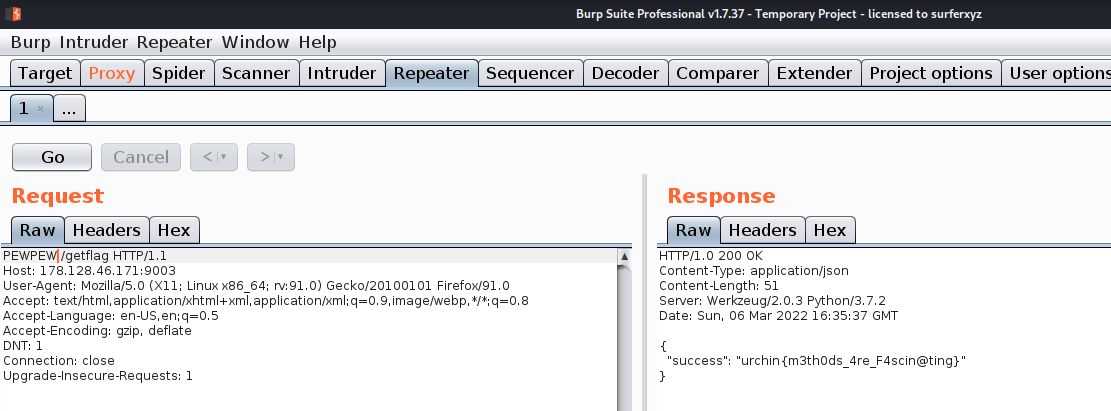 Burp Suite Professional v1.7.37 - Temporary Project - licensed to surferxyz
Burp Intruder Repeater Window Help
Target Proxy Spider Scanner Intruder Repeater Sequencer Decoder Comparer Extender Project options User options
1 × ...
Go Cancel < ▾ > ▾
Request
Raw Headers Hex
PEWPEW /getflag HTTP/1.1
Host: 178.128.46.171:9003
User-Agent: Mozilla/5.0 (X11; Linux x86_64; rv:91.0) Gecko/20100101 Firefox/91.0
Accept: text/html,application/xhtml+xml,application/xml;q=0.9,image/webp,*/*;q=0.8
Accept-Language: en-US,en;q=0.5
Accept-Encoding: gzip, deflate
DNT: 1
Connection: close
Upgrade-Insecure-Requests: 1
Response
Raw Headers Hex
HTTP/1.0 200 OK
Content-Type: application/json
Content-Length: 51
Server: Werkzeug/2.0.3 Python/3.7.2
Date: Sun, 06 Mar 2022 16:35:37 GMT
{
"success": "urchin{m3th0ds_4re_F4scin@ting}"
}